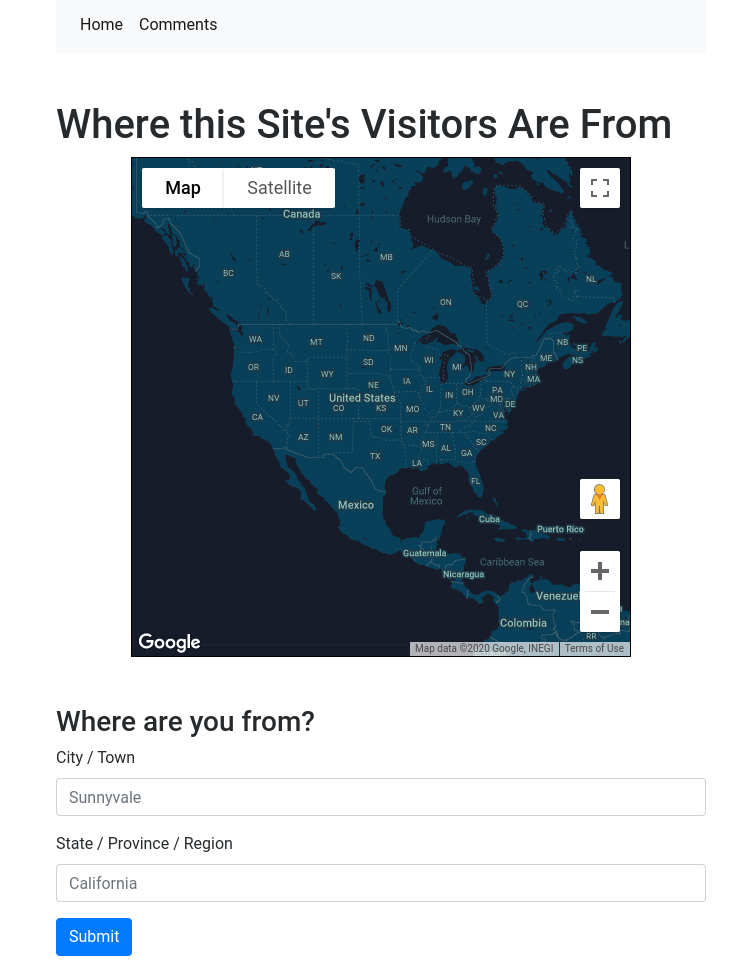 Home Comments
Where this Site's Visitors Are From
Map Satellite
Canada
Hudson Bay
AB
MB
BC
SK
NL
ON
QC
WA
MT
ND
NB
MN
PE
ME
NS
WI
SD
OR
MI
NH
ID
WY
NY
MA
NE
IA
IL
IN
OH
PA
NV
United States
MD
UT
CO
KS
MO
KY
WV
DE
CA
VA
OK
AR
TN
NC
AZ
NM
MS
AL
SC
TX
GA
LA
FL
Gulf of
Mexico
Mexico
Cuba
Puerto Rico
Guatemala
Caribbean Sea
Nicaragua
Colombia
RR
Google
Map data ©2020 Google, INEGI Terms of Use
Where are you from?
City / Town
Sunnyvale
State / Province / Region
California
Submit